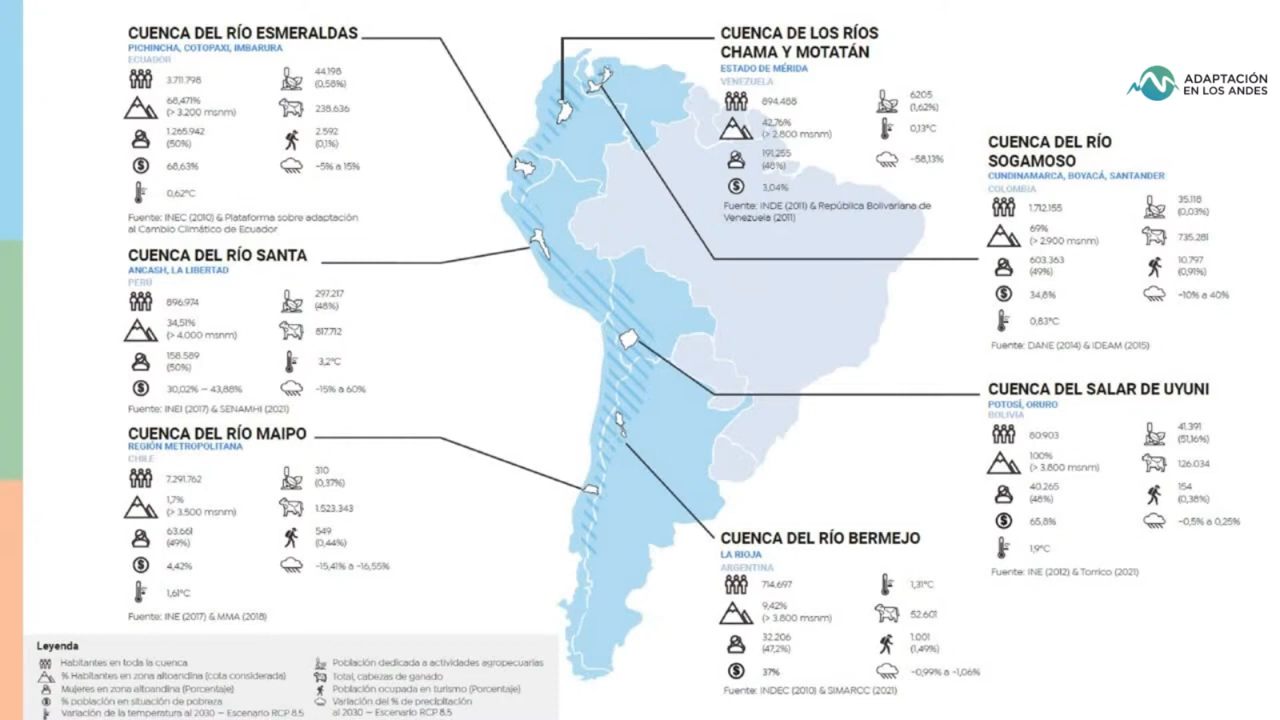 CUENCA DEL RÍO ESMERALDAS
PICHINCHA, COTOPAXI, IMBARURA
ECUADOR
3.711.798
44.198
(0,58%)
68,471%
(> 3.200 msnm)
238.636
1.265.942
(50%)
2.592
(0,1%)
68,63%
-5% a 15%
0,62°C
Fuente: INEC (2010) & Plataforma sobre adaptación
al Cambio Climático de Ecuador
CUENCA DEL RÍO SANTA
ANCASH, LA LIBERTAD
PERÚ
896.974
297.217
(48%)
34,51%
(> 4.000 msnm)
817.712
158.589
(50%)
3,2°C
30,02% – 43,88%
-15% a 60%
Fuente: INEI (2017) & SENAMHI (2021)
CUENCA DEL RÍO MAIPO
REGIÓN METROPOLITANA
CHILE
7.291.762
310
(0,37%)
1,7%
(> 3.500 msnm)
1.523.343
63.661
(49%)
549
(0,44%)
4,42%
-15,41% a -16,55%
1,61°C
Fuente: INE (2017) & MMA (2018)
CUENCA DE LOS RÍOS
CHAMA Y MOTATÁN
ESTADO DE MÉRIDA
VENEZUELA
894.488
6205
(1,62%)
42,76%
(> 2.800 msnm)
0,13°C
191.255
(48%)
-58,13%
3,04%
Fuente: INDE (2011) & República Bolivariana de
Venezuela (2011)
ADAPTACIÓN
EN LOS ANDES
CUENCA DEL RÍO
SOGAMOSO
CUNDINAMARCA, BOYACÁ, SANTANDER
COLOMBIA
1.712.155
35.118
(0,03%)
69%
(> 2.900 msnm)
735.281
603.363
(49%)
10.797
(0,91%)
34,8%
-10% a 40%
0,83°C
Fuente: DANE (2014) & IDEAM (2015)
CUENCA DEL SALAR DE UYUNI
POTOSÍ, ORURO
BOLIVIA
80.903
41.391
(51,16%)
100%
(> 3.800 msnm)
126.034
40.265
(48%)
154
(0,38%)
65,8%
-0,5% a 0,25%
1,9°C
Fuente: INE (2012) & Torrico (2021)
CUENCA DEL RÍO BERMEJO
LA RIOJA
ARGENTINA
714.697
1,31°C
9,42%
(> 3.800 msnm)
52.601
32.206
(47,2%)
1.001
(1,49%)
37%
-0,99% a -1,06%
Fuente: INDEC (2010) & SIMARCC (2021)
Leyenda
Habitantes en toda la cuenca
% Habitantes en zona altoandina (cota considerada)
Mujeres en zona altoandina (Porcentaje)
% población en situación de pobreza
Variación de la temperatura al 2030 – Escenario RCP 8.5
Población dedicada a actividades agropecuarias
Total, cabezas de ganado
Población ocupada en turismo (Porcentaje)
Variación del % de precipitación
al 2030 – Escenario RCP 8.5